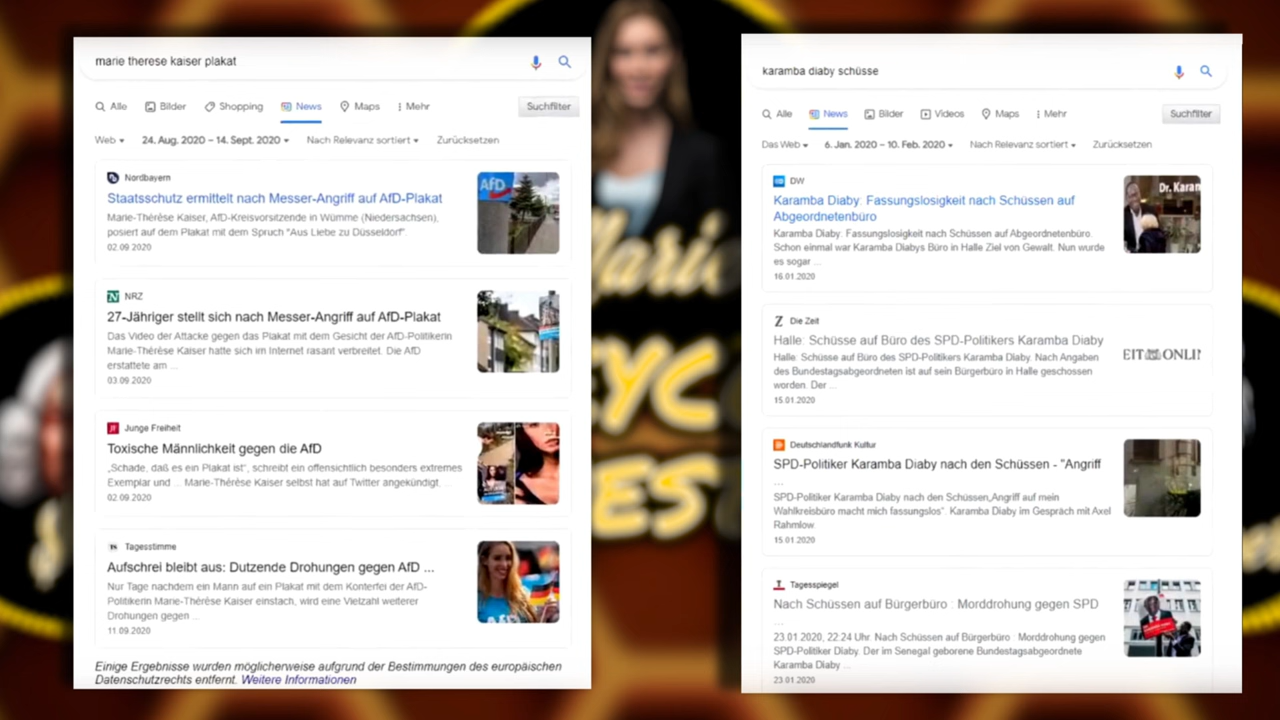 marie therese kaiser plakat
Alle Bilder Shopping News Maps Mehr Suchfilter
Web 24. Aug. 2020 – 14. Sept. 2020 Nach Relevanz sortiert Zurücksetzen
Nordbayern
Staatsschutz ermittelt nach Messer-Angriff auf AfD-Plakat
Marie-Thérèse Kaiser, AfD-Kreisvorsitzende in Wümme (Niedersachsen),
posiert auf dem Plakat mit dem Spruch "Aus Liebe zu Düsseldorf".
02.09.2020
AfD
NRZ
27-Jähriger stellt sich nach Messer-Angriff auf AfD-Plakat
Das Video der Attacke gegen das Plakat mit dem Gesicht der AfD-Politikerin
Marie-Thérèse Kaiser hatte sich im Internet rasant verbreitet. Die AfD
erstattete am ...
03.09.2020
JF Junge Freiheit
Toxische Männlichkeit gegen die AfD
„Schade, daß es ein Plakat ist“, schreibt ein offensichtlich besonders extremes
Exemplar und ... Marie-Thérèse Kaiser selbst hat auf Twitter angekündigt, ...
02.09.2020
Tagesstimme
Aufschrei bleibt aus: Dutzende Drohungen gegen AfD ...
Nur Tage nachdem ein Mann auf ein Plakat mit dem Konterfei der AfD-
Politikerin Marie-Thérèse Kaiser einstach, wird eine Vielzahl weiterer
Drohungen gegen ...
11.09.2020
Einige Ergebnisse wurden möglicherweise aufgrund der Bestimmungen des europäischen
Datenschutzrechts entfernt. Weitere Informationen
karamba diaby schüsse
Alle News Bilder Videos Maps Mehr Suchfilter
Das Web 6. Jan. 2020 – 10. Feb. 2020 Nach Relevanz sortiert Zurücksetzen
DW
Karamba Diaby: Fassungslosigkeit nach Schüssen auf
Abgeordnetenbüro
Karamba Diaby: Fassungslosigkeit nach Schüssen auf Abgeordnetenbüro.
Schon einmal war Karamba Diabys Büro in Halle Ziel von Gewalt. Nun wurde
es sogar ...
16.01.2020
Dr. Karam
Z Die Zeit
Halle: Schüsse auf Büro des SPD-Politikers Karamba Diaby
Halle: Schüsse auf Büro des SPD-Politikers Karamba Diaby. Nach Angaben
des Bundestagsabgeordneten ist auf sein Bürgerbüro in Halle geschossen
worden. Der ...
15.01.2020
EIT ONLIN
Deutschlandfunk Kultur
SPD-Politiker Karamba Diaby nach den Schüssen - "Angriff
...
SPD-Politiker Karamba Diaby nach den Schüssen„Angriff auf mein
Wahlkreisbüro macht mich fassungslos“. Karamba Diaby im Gespräch mit Axel
Rahmlow.
15.01.2020
Tagesspiegel
Nach Schüssen auf Bürgerbüro : Morddrohung gegen SPD
...
23.01.2020, 22:24 Uhr. Nach Schüssen auf Bürgerbüro : Morddrohung gegen
SPD-Politiker Diaby. Der im Senegal geborene Bundestagsabgeordnete
Karamba Diaby ...
23.01.2020
Marie
EYC
ES